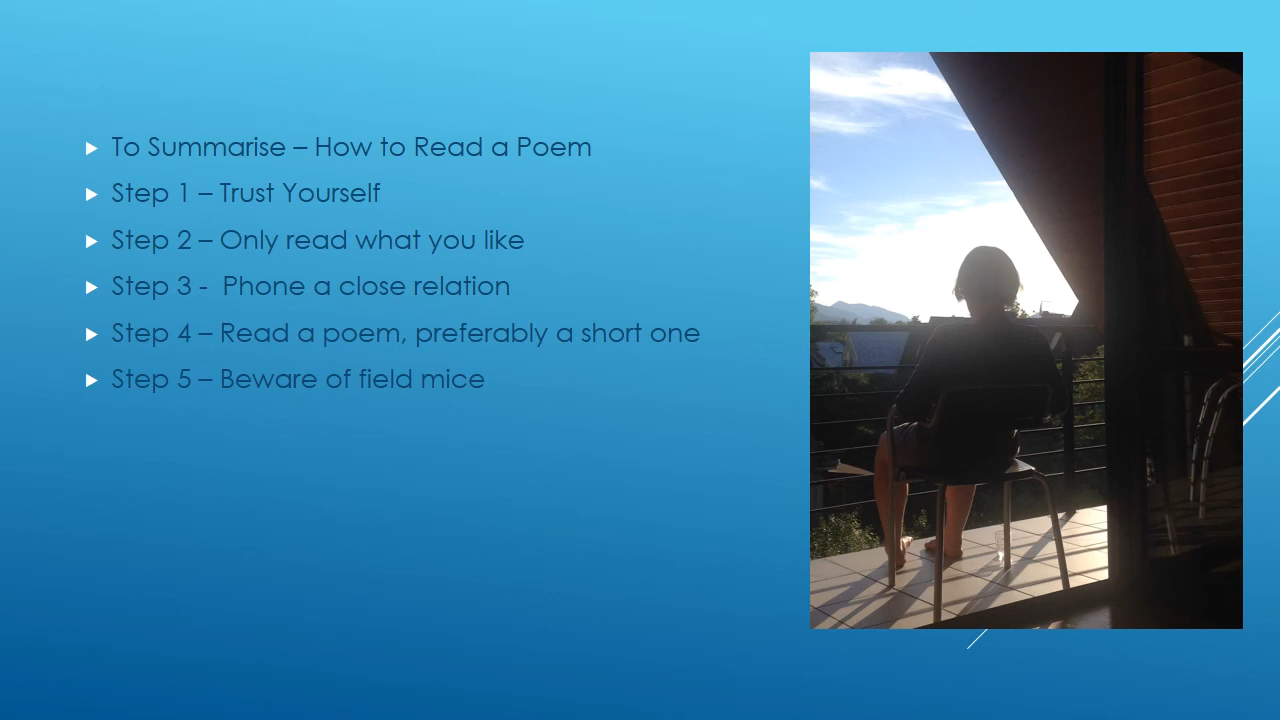 To Summarise – How to Read a Poem
Step 1 – Trust Yourself
Step 2 – Only read what you like
Step 3 -  Phone a close relation
Step 4 – Read a poem, preferably a short one
Step 5 – Beware of field mice